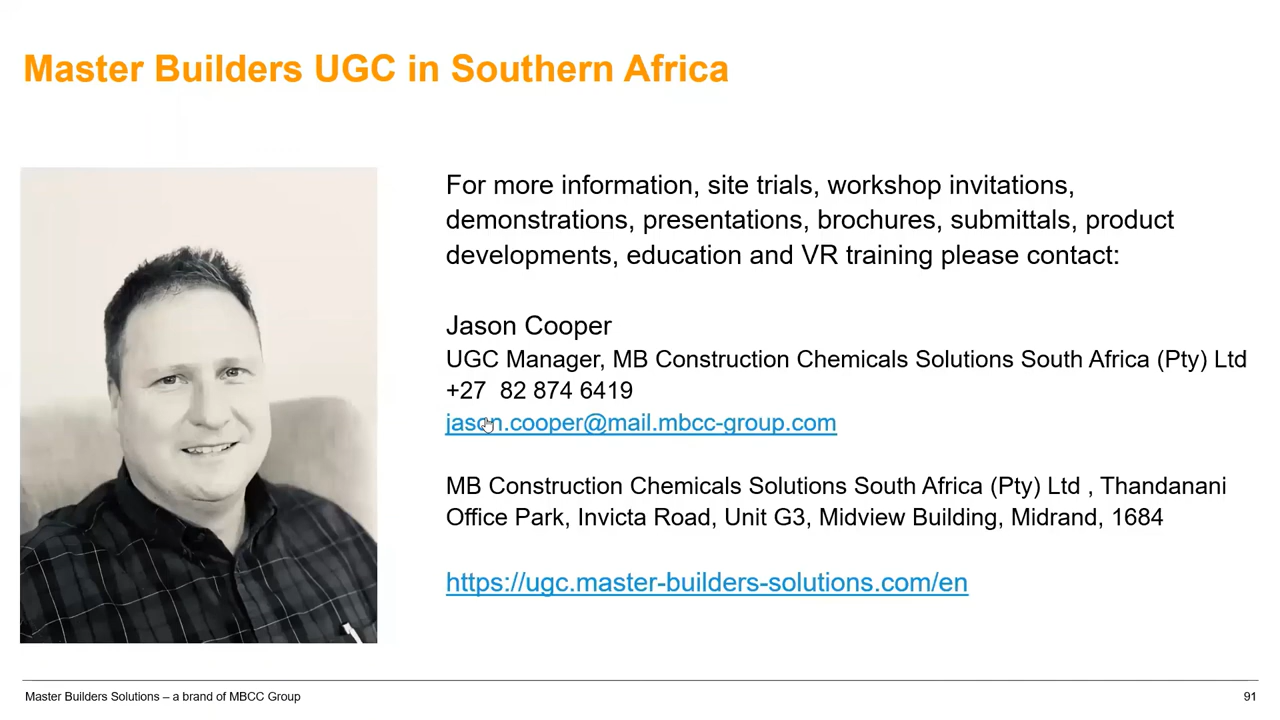 Master Builders UGC in Southern Africa
For more information, site trials, workshop invitations,
demonstrations, presentations, brochures, submittals, product
developments, education and VR training please contact:
Jason Cooper
UGC Manager, MB Construction Chemicals Solutions South Africa (Pty) Ltd
+27  82 874 6419
jason.cooper@mail.mbcc-group.com
MB Construction Chemicals Solutions South Africa (Pty) Ltd , Thandanani
Office Park, Invicta Road, Unit G3, Midview Building, Midrand, 1684
https://ugc.master-builders-solutions.com/en
Master Builders Solutions – a brand of MBCC Group
91